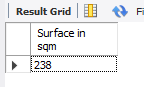 Result Grid Fi
Surface in
sqm
238